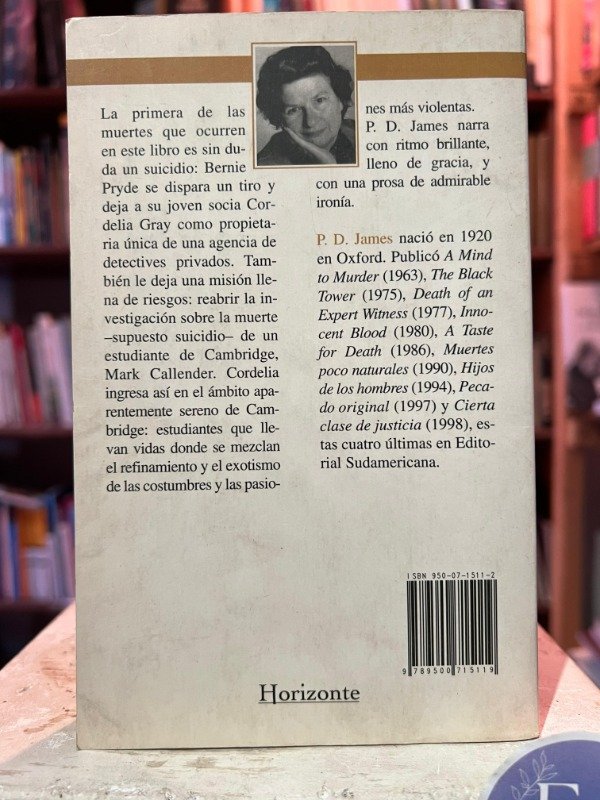 La primera de las
muertes que ocurren
en este libro es sin du-
da un suicidio: Bernie
Pryde se dispara un tiro y
deja a su joven socia Cor-
delia Gray como propieta-
ria única de una agencia de
detectives privados. Tam-
bién le deja una misión lle-
na de riesgos: reabrir la in-
vestigación sobre la muerte
–supuesto suicidio– de un
estudiante de Cambridge,
Mark Callender. Cordelia
ingresa así en el ámbito apa-
rentemente sereno de Cam-
bridge: estudiantes que lle-
van vidas donde se mezclan
el refinamiento y el exotismo
de las costumbres y las pasio-
nes más violentas.
P. D. James narra
con ritmo brillante,
lleno de gracia, y
con una prosa de admirable
ironía.
P. D. James nació en 1920
en Oxford. Publicó A Mind
to Murder (1963), The Black
Tower (1975), Death of an
Expert Witness (1977), Inno-
cent Blood (1980), A Taste
for Death (1986), Muertes
poco naturales (1990), Hijos
de los hombres (1994), Peca-
do original (1997) y Cierta
clase de justicia (1998), es-
tas cuatro últimas en Edito-
rial Sudamericana.
ISBN 950-07-1511-2
9 789500 715119
Horizonte